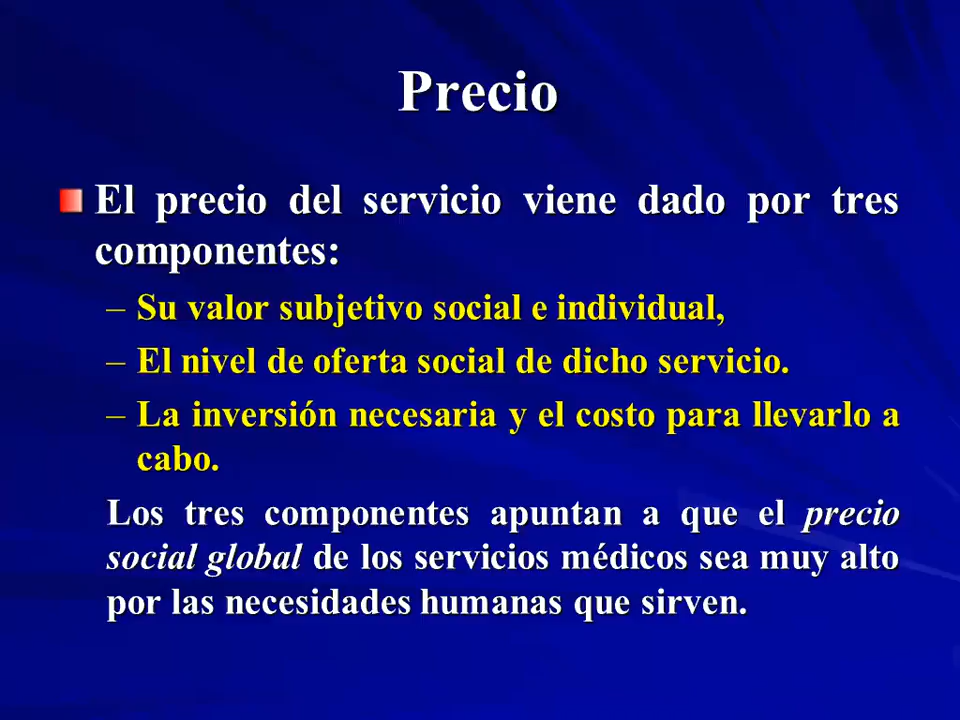 Precio
El precio del servicio viene dado por tres
componentes:
– Su valor subjetivo social e individual,
– El nivel de oferta social de dicho servicio.
– La inversión necesaria y el costo para llevarlo a
cabo.
Los tres componentes apuntan a que el precio
social global de los servicios médicos sea muy alto
por las necesidades humanas que sirven.